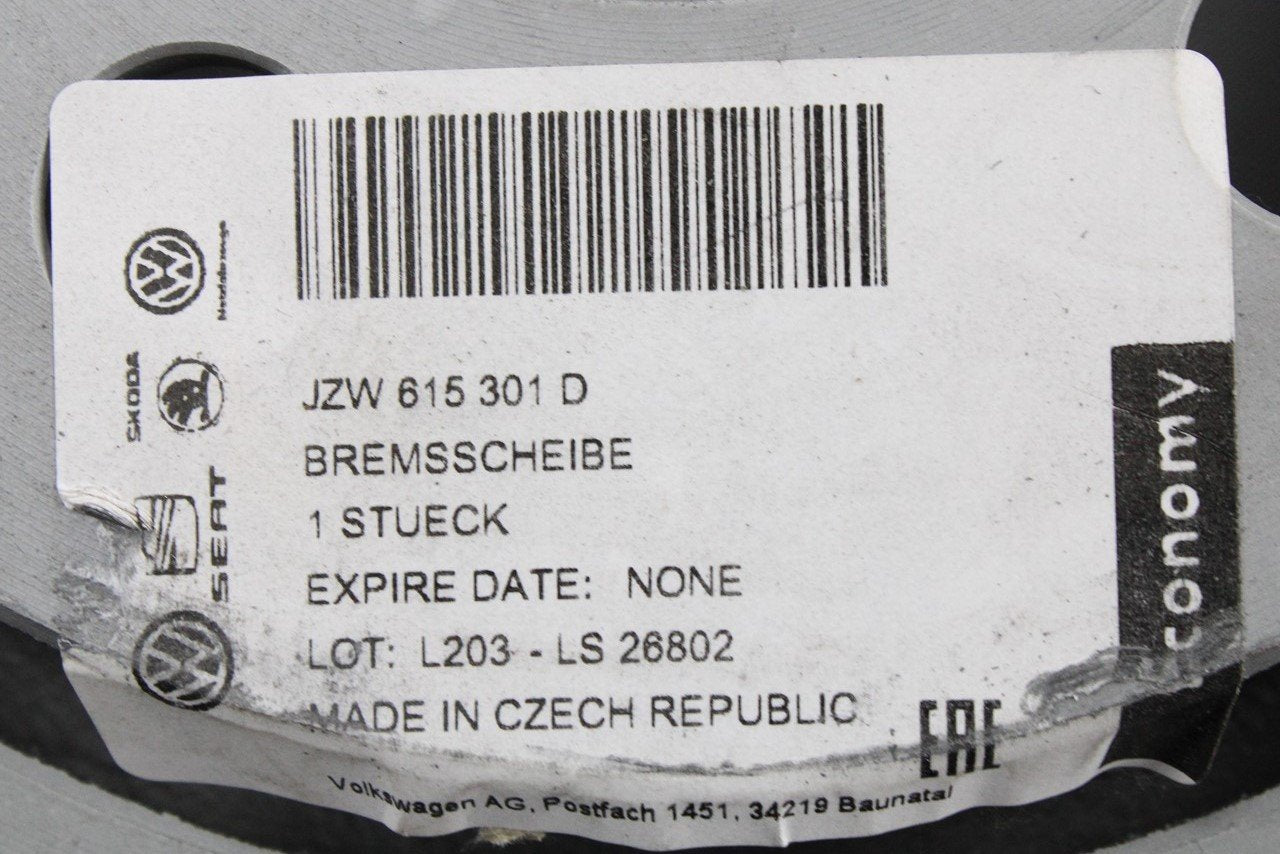 JZW 615 301 D
BREMSSCHEIBE
1 STUECK
EXPIRE DATE: NONE
LOT: L203 - LS 26802
MADE IN CZECH REPUBLIC
EAC
Volkswagen AG, Postfach 1451, 34219 Baunatal
Nutzfahrzeuge
SKODA
SEAT
conomy